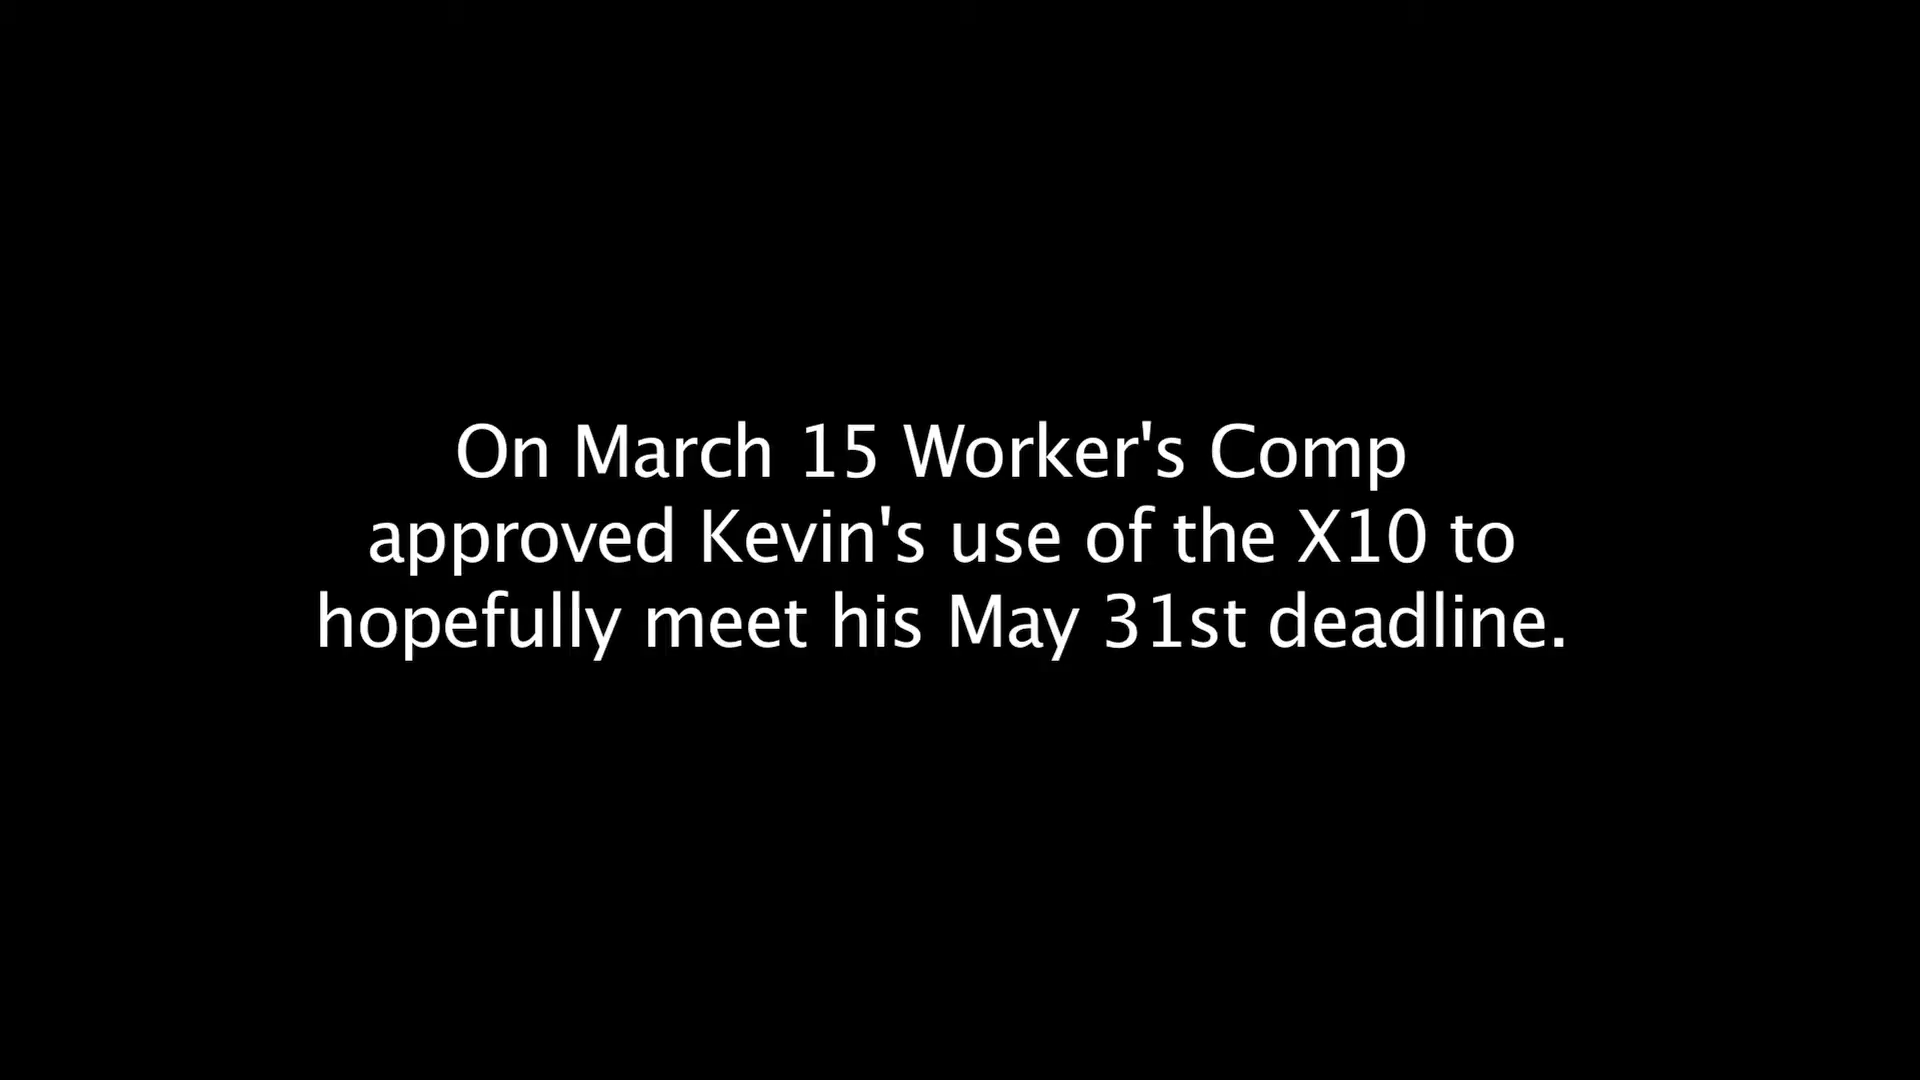 On March 15 Worker's Comp
approved Kevin's use of the X10 to
hopefully meet his May 31st deadline.